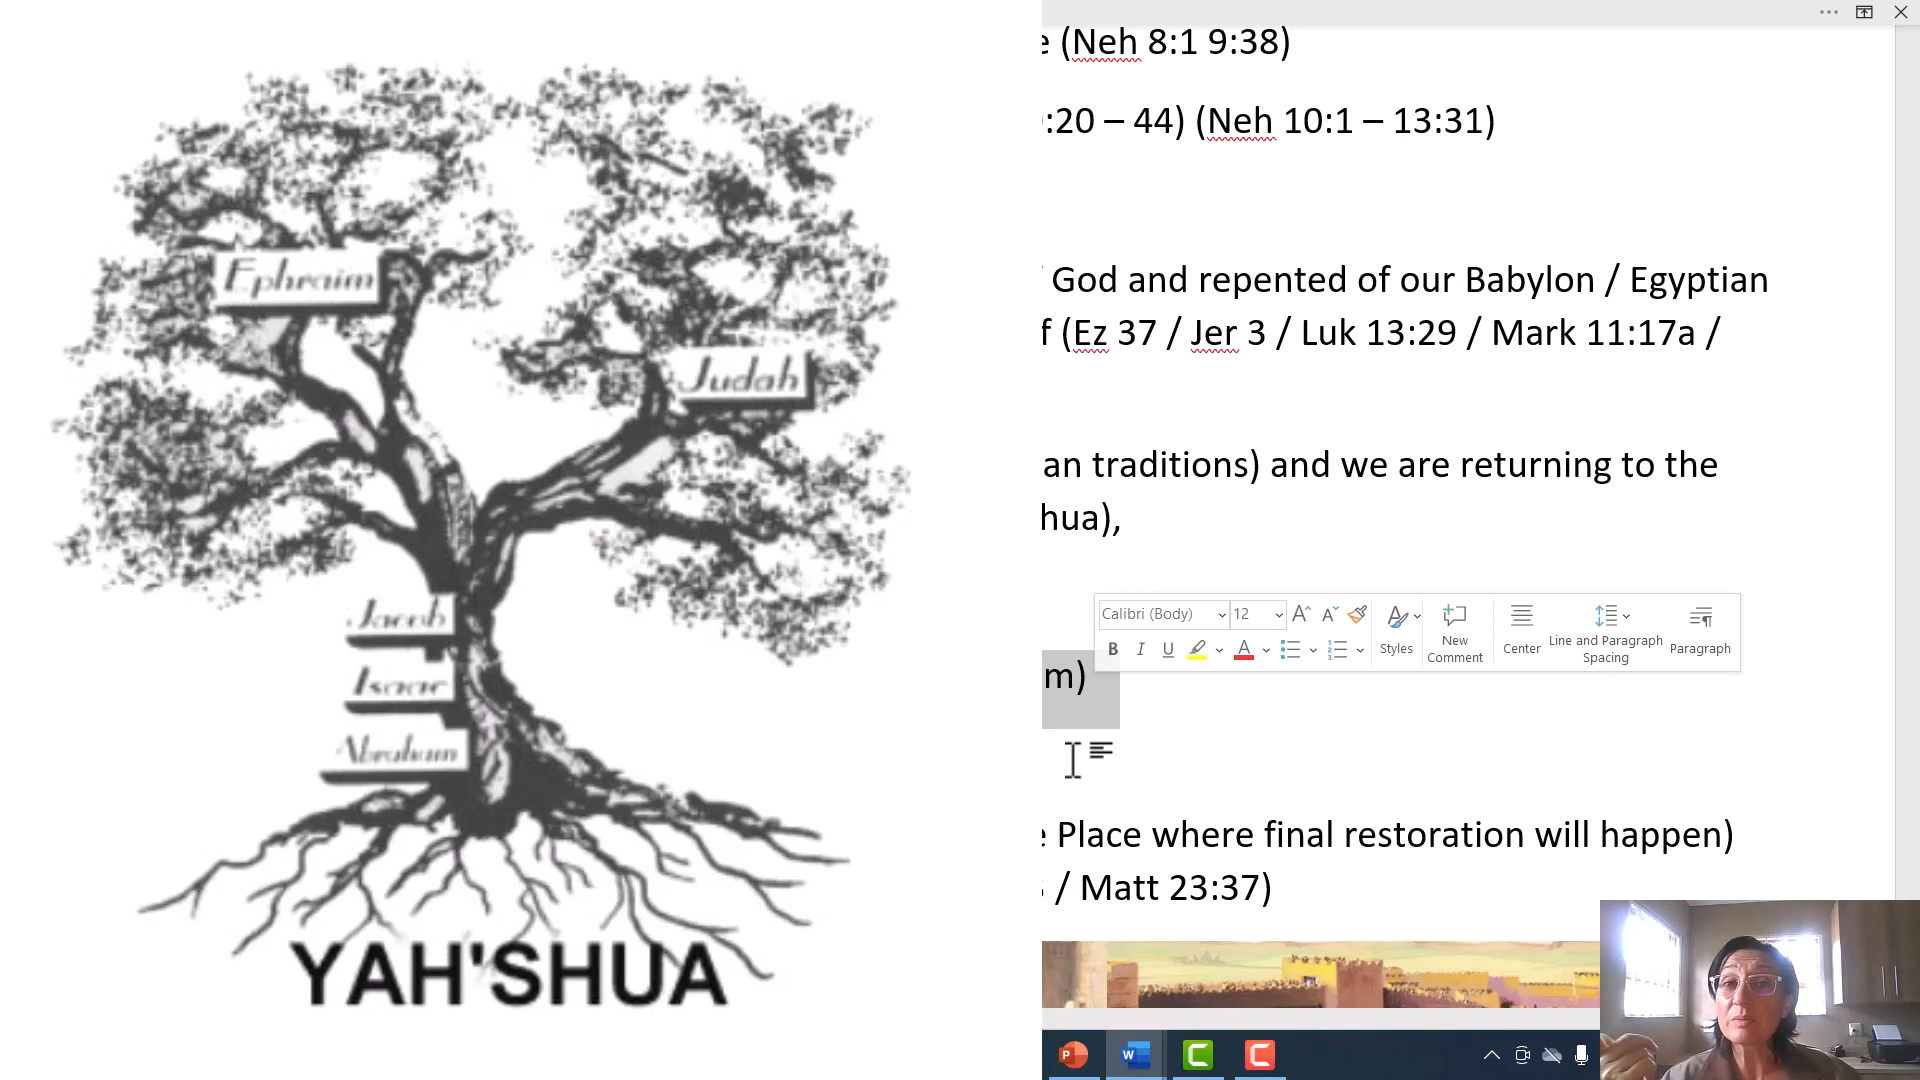 Ephraim
Judah
Jacob
Isaac
Abraham
YAH'SHUA
e (Neh 8:1 9:38)
:20 – 44) (Neh 10:1 – 13:31)
God and repented of our Babylon / Egyptian
f (Ez 37 / Jer 3 / Luk 13:29 / Mark 11:17a /
an traditions) and we are returning to the
hua),
Calibri (Body) 12
B I U A Styles New Comment Center Line and Paragraph Spacing Paragraph
m)
e Place where final restoration will happen)
/ Matt 23:37)